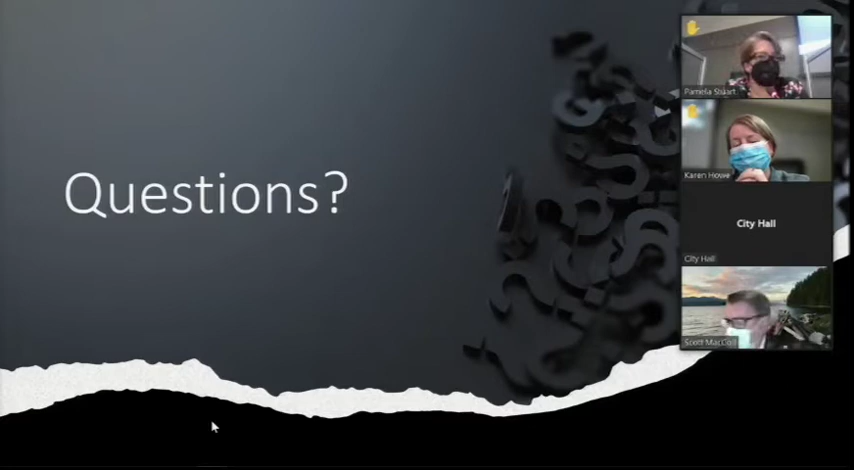 Questions?
Pamela Stuart
Karen Howe
City Hall
City Hall
Scott MacColl